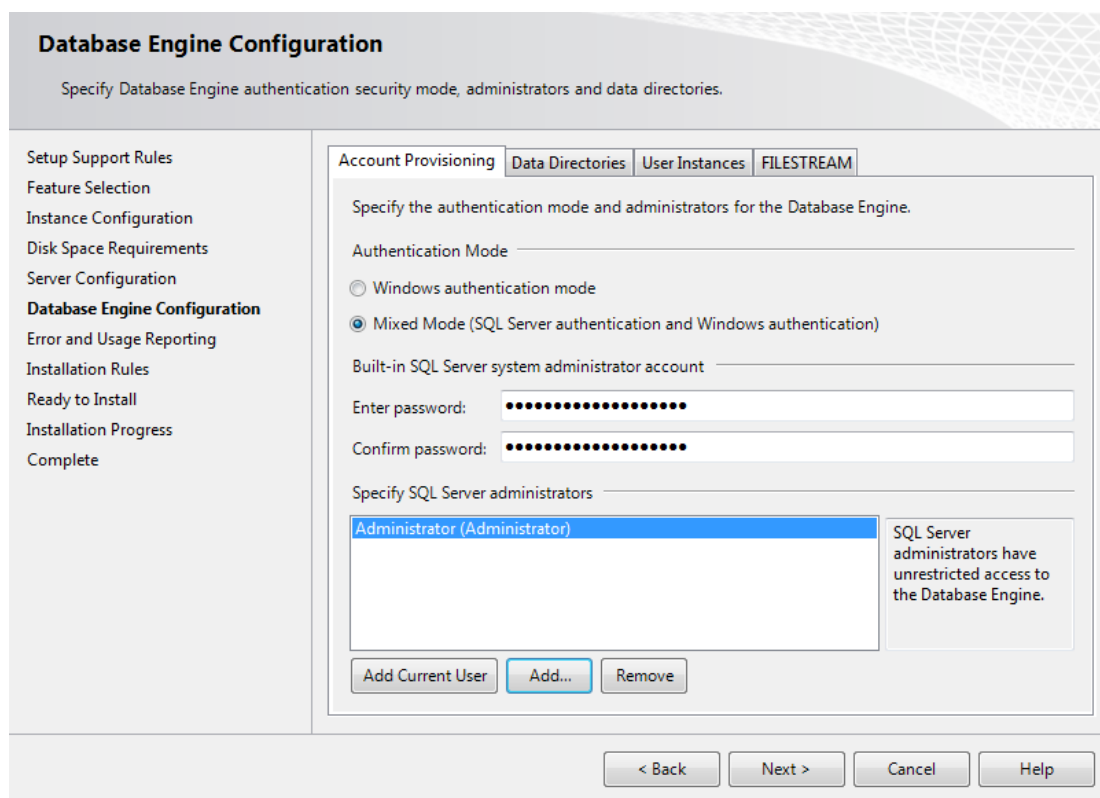 Database Engine Configuration
Specify Database Engine authentication security mode, administrators and data directories.
Setup Support Rules
Feature Selection
Instance Configuration
Disk Space Requirements
Server Configuration
Database Engine Configuration
Error and Usage Reporting
Installation Rules
Ready to Install
Installation Progress
Complete
Account Provisioning
Data Directories
User Instances
FILESTREAM
Specify the authentication mode and administrators for the Database Engine.
Authentication Mode
Windows authentication mode
Mixed Mode (SQL Server authentication and Windows authentication)
Built-in SQL Server system administrator account
Enter password: ●●●●●●●●●●●●●●●●●●●
Confirm password: ●●●●●●●●●●●●●●●●●●●
Specify SQL Server administrators
Administrator (Administrator)
SQL Server
administrators have
unrestricted access to
the Database Engine.
Add Current User
Add...
Remove
< Back
Next >
Cancel
Help